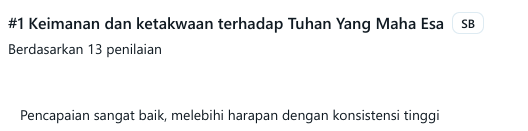 #1 Keimanan dan ketakwaan terhadap Tuhan Yang Maha Esa SB
Berdasarkan 13 penilaian
Pencapaian sangat baik, melebihi harapan dengan konsistensi tinggi